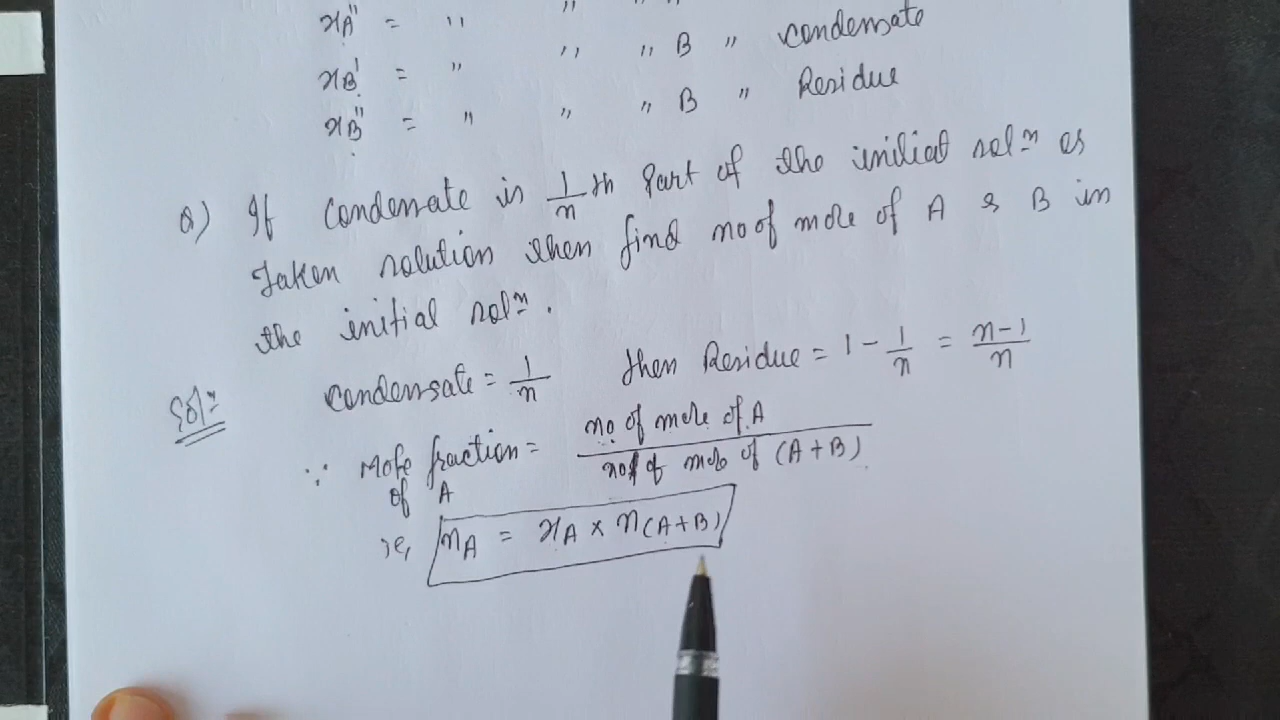 xA'' = '' '' '' ''
xB' = '' '' '' B '' condensate
xB'' = '' '' '' B '' Residue
Q) If condensate is 1/n th Part of the initial solⁿ as
taken solution then find no of mole of A & B in
the initial solⁿ.
Solⁿ:- condensate = 1/n then Residue = 1 - 1/n = n-1/n
∵ Mole fraction of A = no of mole of A / no of mole of (A+B)
ie, nA = xA × n(A+B)